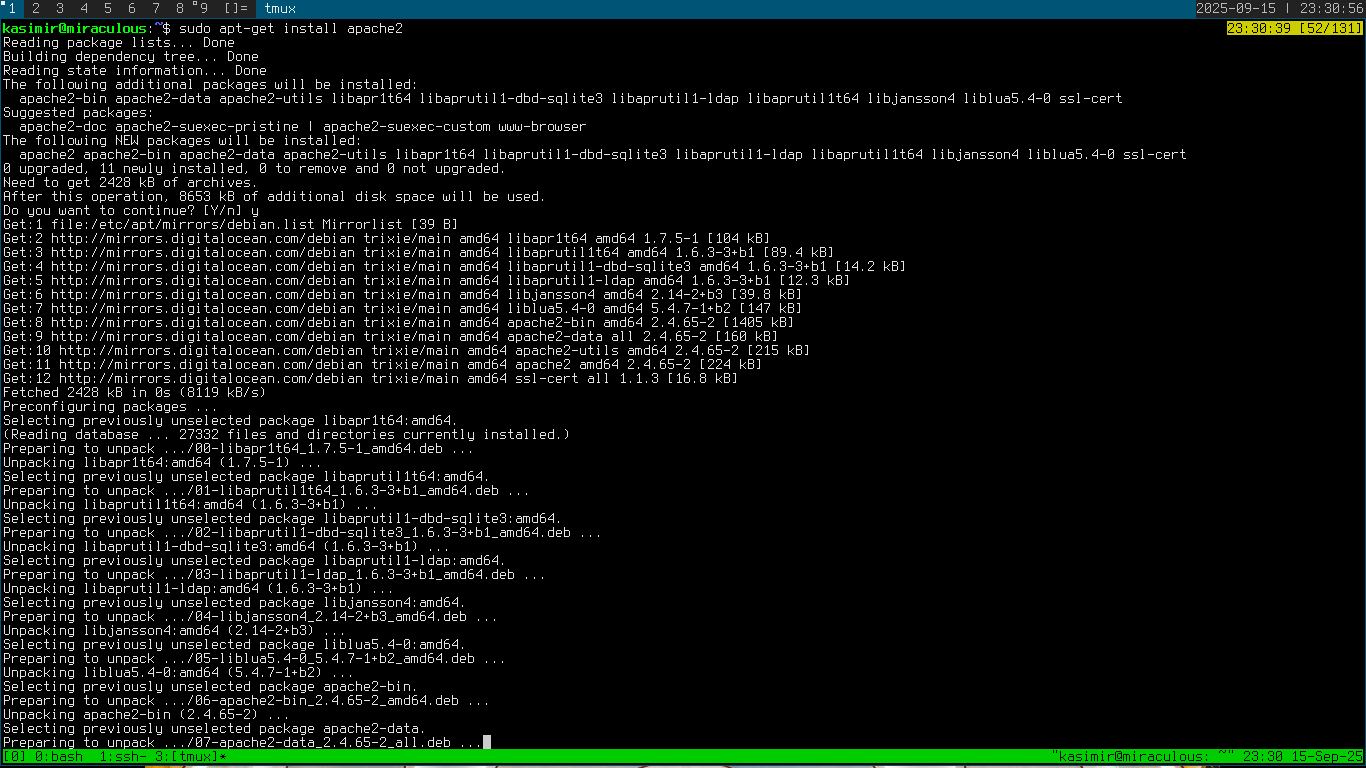 1 2 3 4 5 6 7 8 9 []= tmux 2025-09-15 | 23:30:56
kasimir@miraculous:~$ sudo apt-get install apache2 23:30:39 [52/131]
Reading package lists... Done
Building dependency tree... Done
Reading state information... Done
The following additional packages will be installed:
  apache2-bin apache2-data apache2-utils libapr1t64 libaprutil1-dbd-sqlite3 libaprutil1-ldap libaprutil1t64 libjansson4 liblua5.4-0 ssl-cert
Suggested packages:
  apache2-doc apache2-suexec-pristine | apache2-suexec-custom www-browser
The following NEW packages will be installed:
  apache2 apache2-bin apache2-data apache2-utils libapr1t64 libaprutil1-dbd-sqlite3 libaprutil1-ldap libaprutil1t64 libjansson4 liblua5.4-0 ssl-cert
0 upgraded, 11 newly installed, 0 to remove and 0 not upgraded.
Need to get 2428 kB of archives.
After this operation, 8653 kB of additional disk space will be used.
Do you want to continue? [Y/n] y
Get:1 file:/etc/apt/mirrors/debian.list Mirrorlist [39 B]
Get:2 http://mirrors.digitalocean.com/debian trixie/main amd64 libapr1t64 amd64 1.7.5-1 [104 kB]
Get:3 http://mirrors.digitalocean.com/debian trixie/main amd64 libaprutil1t64 amd64 1.6.3-3+b1 [89.4 kB]
Get:4 http://mirrors.digitalocean.com/debian trixie/main amd64 libaprutil1-dbd-sqlite3 amd64 1.6.3-3+b1 [14.2 kB]
Get:5 http://mirrors.digitalocean.com/debian trixie/main amd64 libaprutil1-ldap amd64 1.6.3-3+b1 [12.3 kB]
Get:6 http://mirrors.digitalocean.com/debian trixie/main amd64 libjansson4 amd64 2.14-2+b3 [39.8 kB]
Get:7 http://mirrors.digitalocean.com/debian trixie/main amd64 liblua5.4-0 amd64 5.4.7-1+b2 [147 kB]
Get:8 http://mirrors.digitalocean.com/debian trixie/main amd64 apache2-bin amd64 2.4.65-2 [1405 kB]
Get:9 http://mirrors.digitalocean.com/debian trixie/main amd64 apache2-data all 2.4.65-2 [160 kB]
Get:10 http://mirrors.digitalocean.com/debian trixie/main amd64 apache2-utils amd64 2.4.65-2 [215 kB]
Get:11 http://mirrors.digitalocean.com/debian trixie/main amd64 apache2 amd64 2.4.65-2 [224 kB]
Get:12 http://mirrors.digitalocean.com/debian trixie/main amd64 ssl-cert all 1.1.3 [16.8 kB]
Fetched 2428 kB in 0s (8119 kB/s)
Preconfiguring packages ...
Selecting previously unselected package libapr1t64:amd64.
(Reading database ... 27332 files and directories currently installed.)
Preparing to unpack .../00-libapr1t64_1.7.5-1_amd64.deb ...
Unpacking libapr1t64:amd64 (1.7.5-1) ...
Selecting previously unselected package libaprutil1t64:amd64.
Preparing to unpack .../01-libaprutil1t64_1.6.3-3+b1_amd64.deb ...
Unpacking libaprutil1t64:amd64 (1.6.3-3+b1) ...
Selecting previously unselected package libaprutil1-dbd-sqlite3:amd64.
Preparing to unpack .../02-libaprutil1-dbd-sqlite3_1.6.3-3+b1_amd64.deb ...
Unpacking libaprutil1-dbd-sqlite3:amd64 (1.6.3-3+b1) ...
Selecting previously unselected package libaprutil1-ldap:amd64.
Preparing to unpack .../03-libaprutil1-ldap_1.6.3-3+b1_amd64.deb ...
Unpacking libaprutil1-ldap:amd64 (1.6.3-3+b1) ...
Selecting previously unselected package libjansson4:amd64.
Preparing to unpack .../04-libjansson4_2.14-2+b3_amd64.deb ...
Unpacking libjansson4:amd64 (2.14-2+b3) ...
Selecting previously unselected package liblua5.4-0:amd64.
Preparing to unpack .../05-liblua5.4-0_5.4.7-1+b2_amd64.deb ...
Unpacking liblua5.4-0:amd64 (5.4.7-1+b2) ...
Selecting previously unselected package apache2-bin.
Preparing to unpack .../06-apache2-bin_2.4.65-2_amd64.deb ...
Unpacking apache2-bin (2.4.65-2) ...
Selecting previously unselected package apache2-data.
Preparing to unpack .../07-apache2-data_2.4.65-2_all.deb ...
[0] 0:bash  1:ssh- 3:[tmux]* "kasimir@miraculous: ~" 23:30 15-Sep-25